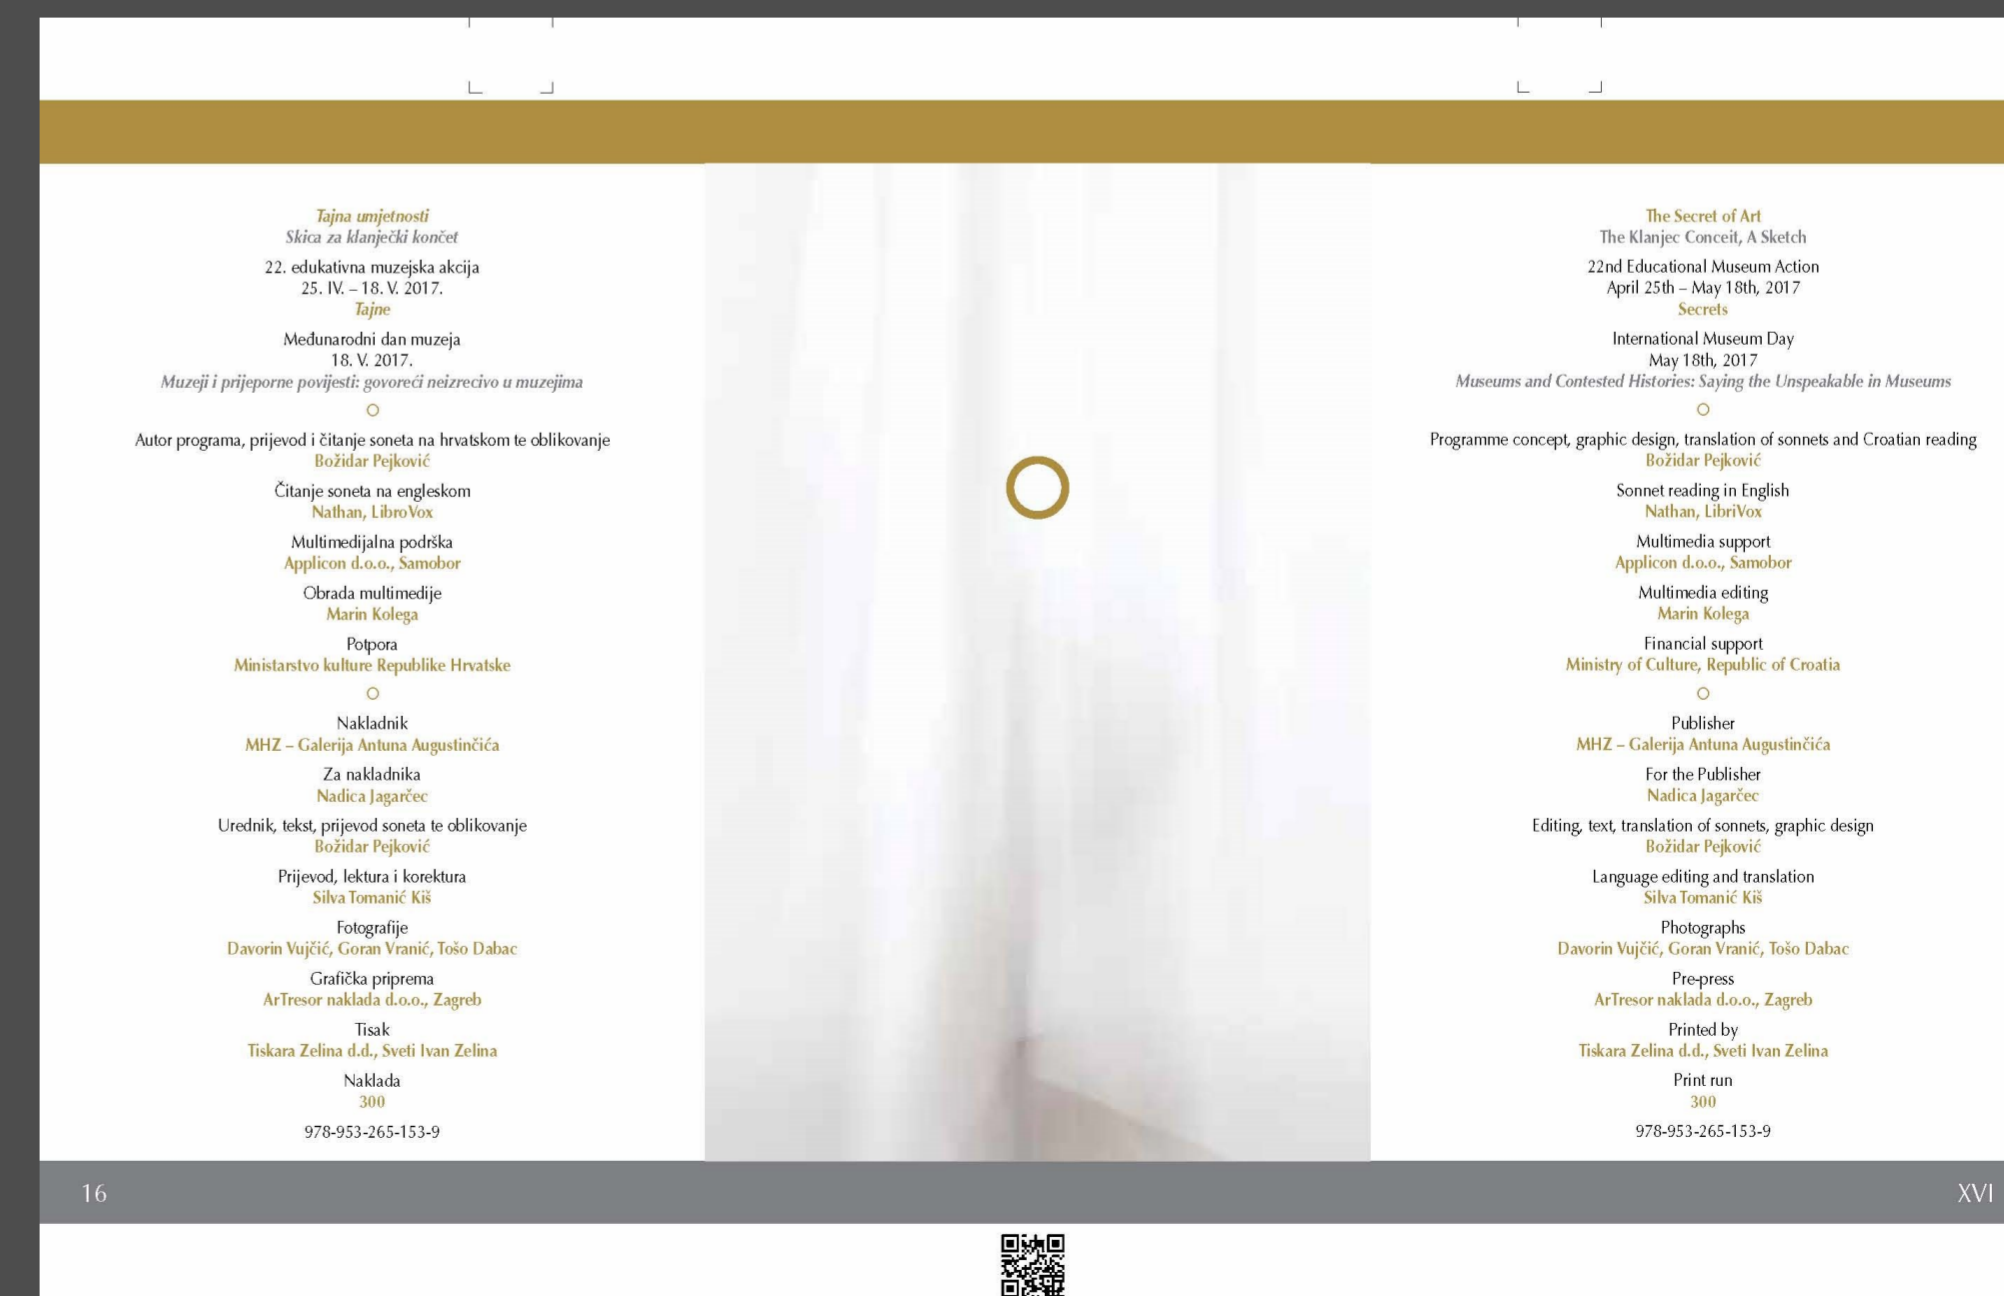 Tajna umjetnosti
Skica za klanječki končet
22. edukativna muzejska akcija
25. IV. – 18. V. 2017.
Tajne
Međunarodni dan muzeja
18. V. 2017.
Muzeji i prijeporne povijesti: govoreći neizrecivo u muzejima
Autor programa, prijevod i čitanje soneta na hrvatskom te oblikovanje
Božidar Pejković
Čitanje soneta na engleskom
Nathan, LibroVox
Multimedijalna podrška
Applicon d.o.o., Samobor
Obrada multimedije
Marin Kolega
Potpora
Ministarstvo kulture Republike Hrvatske
Nakladnik
MHZ – Galerija Antuna Augustinčića
Za nakladnika
Nadica Jagarčec
Urednik, tekst, prijevod soneta te oblikovanje
Božidar Pejković
Prijevod, lektura i korektura
Silva Tomanić Kiš
Fotografije
Davorin Vujčić, Goran Vranić, Tošo Dabac
Grafička priprema
ArTresor naklada d.o.o., Zagreb
Tisak
Tiskara Zelina d.d., Sveti Ivan Zelina
Naklada
300
978-953-265-153-9
16
The Secret of Art
The Klanjec Conceit, A Sketch
22nd Educational Museum Action
April 25th – May 18th, 2017
Secrets
International Museum Day
May 18th, 2017
Museums and Contested Histories: Saying the Unspeakable in Museums
Programme concept, graphic design, translation of sonnets and Croatian reading
Božidar Pejković
Sonnet reading in English
Nathan, LibriVox
Multimedia support
Applicon d.o.o., Samobor
Multimedia editing
Marin Kolega
Financial support
Ministry of Culture, Republic of Croatia
Publisher
MHZ – Galerija Antuna Augustinčića
For the Publisher
Nadica Jagarčec
Editing, text, translation of sonnets, graphic design
Božidar Pejković
Language editing and translation
Silva Tomanić Kiš
Photographs
Davorin Vujčić, Goran Vranić, Tošo Dabac
Pre-press
ArTresor naklada d.o.o., Zagreb
Printed by
Tiskara Zelina d.d., Sveti Ivan Zelina
Print run
300
978-953-265-153-9
XVI